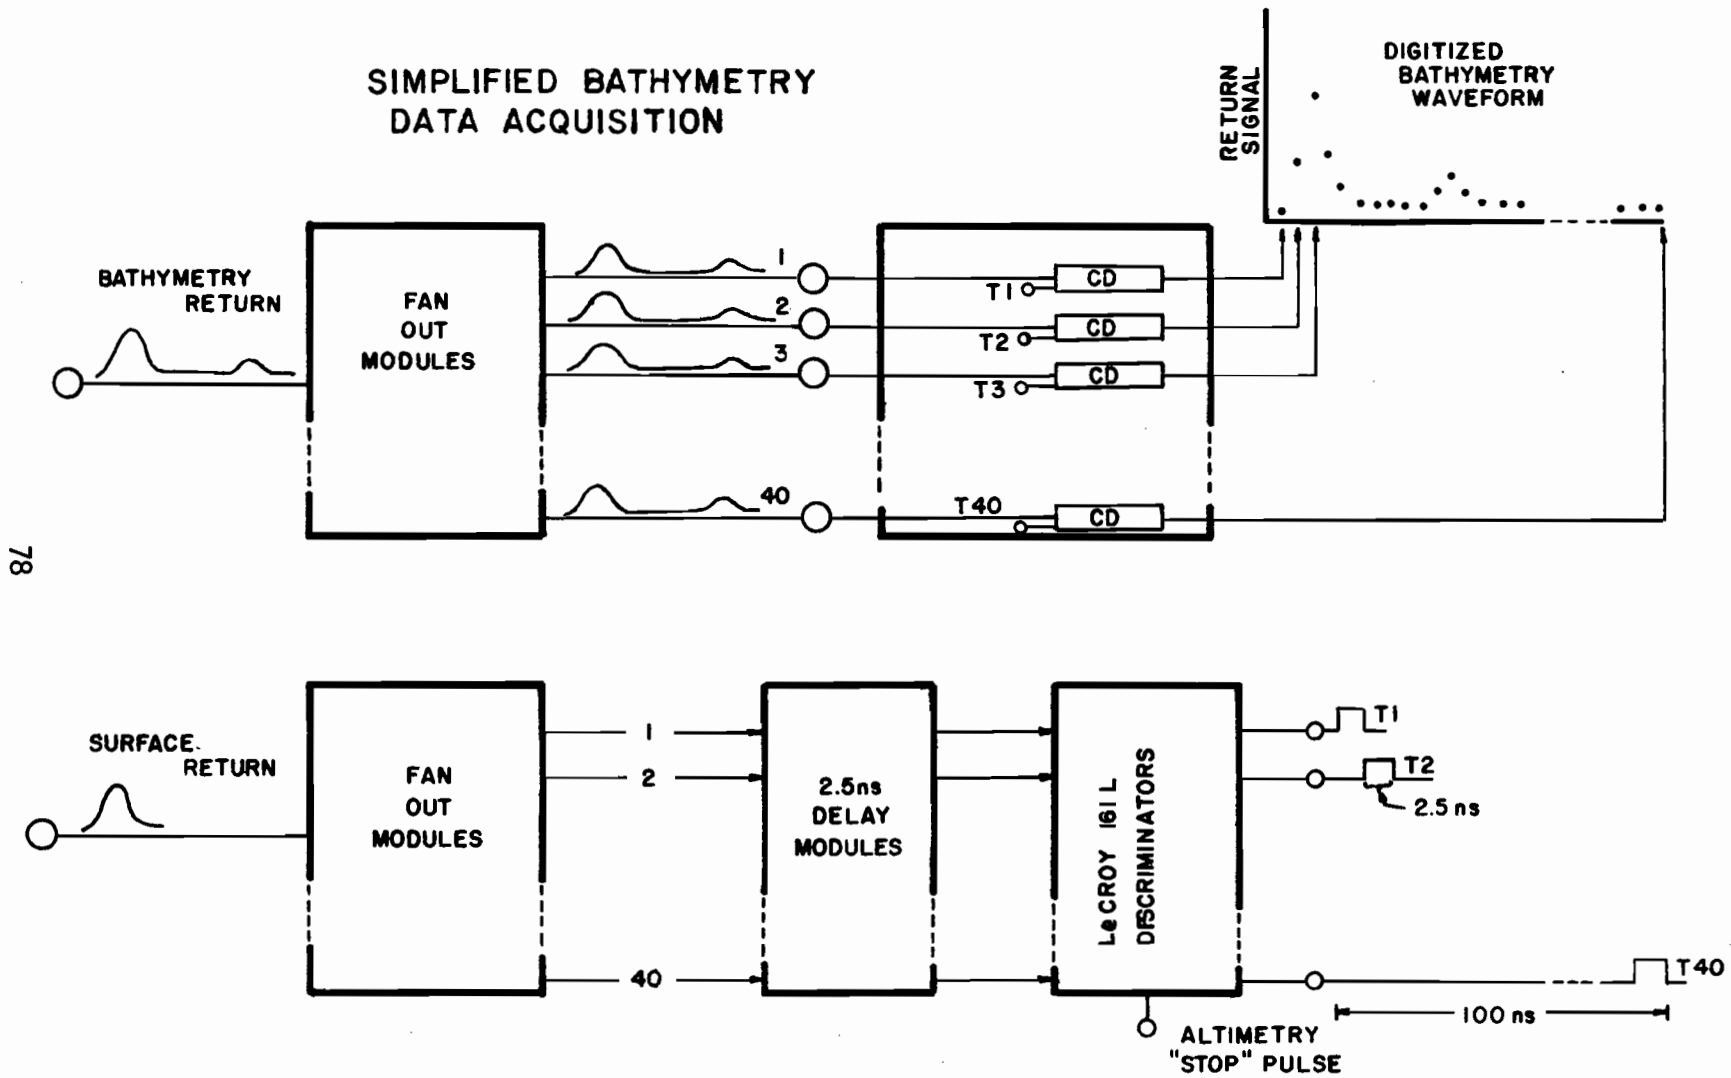 SIMPLIFIED BATHYMETRY
DATA ACQUISITION
DIGITIZED
BATHYMETRY
WAVEFORM
RETURN
SIGNAL
BATHYMETRY
RETURN
FAN
OUT
MODULES
1
2
3
40
T1
CD
T2
CD
T3
CD
T40
CD
78
SURFACE
RETURN
FAN
OUT
MODULES
1
2
40
2.5ns
DELAY
MODULES
LeCROY 161L
DISCRIMINATORS
T1
T2
2.5 ns
T40
100 ns
ALTIMETRY
"STOP" PULSE